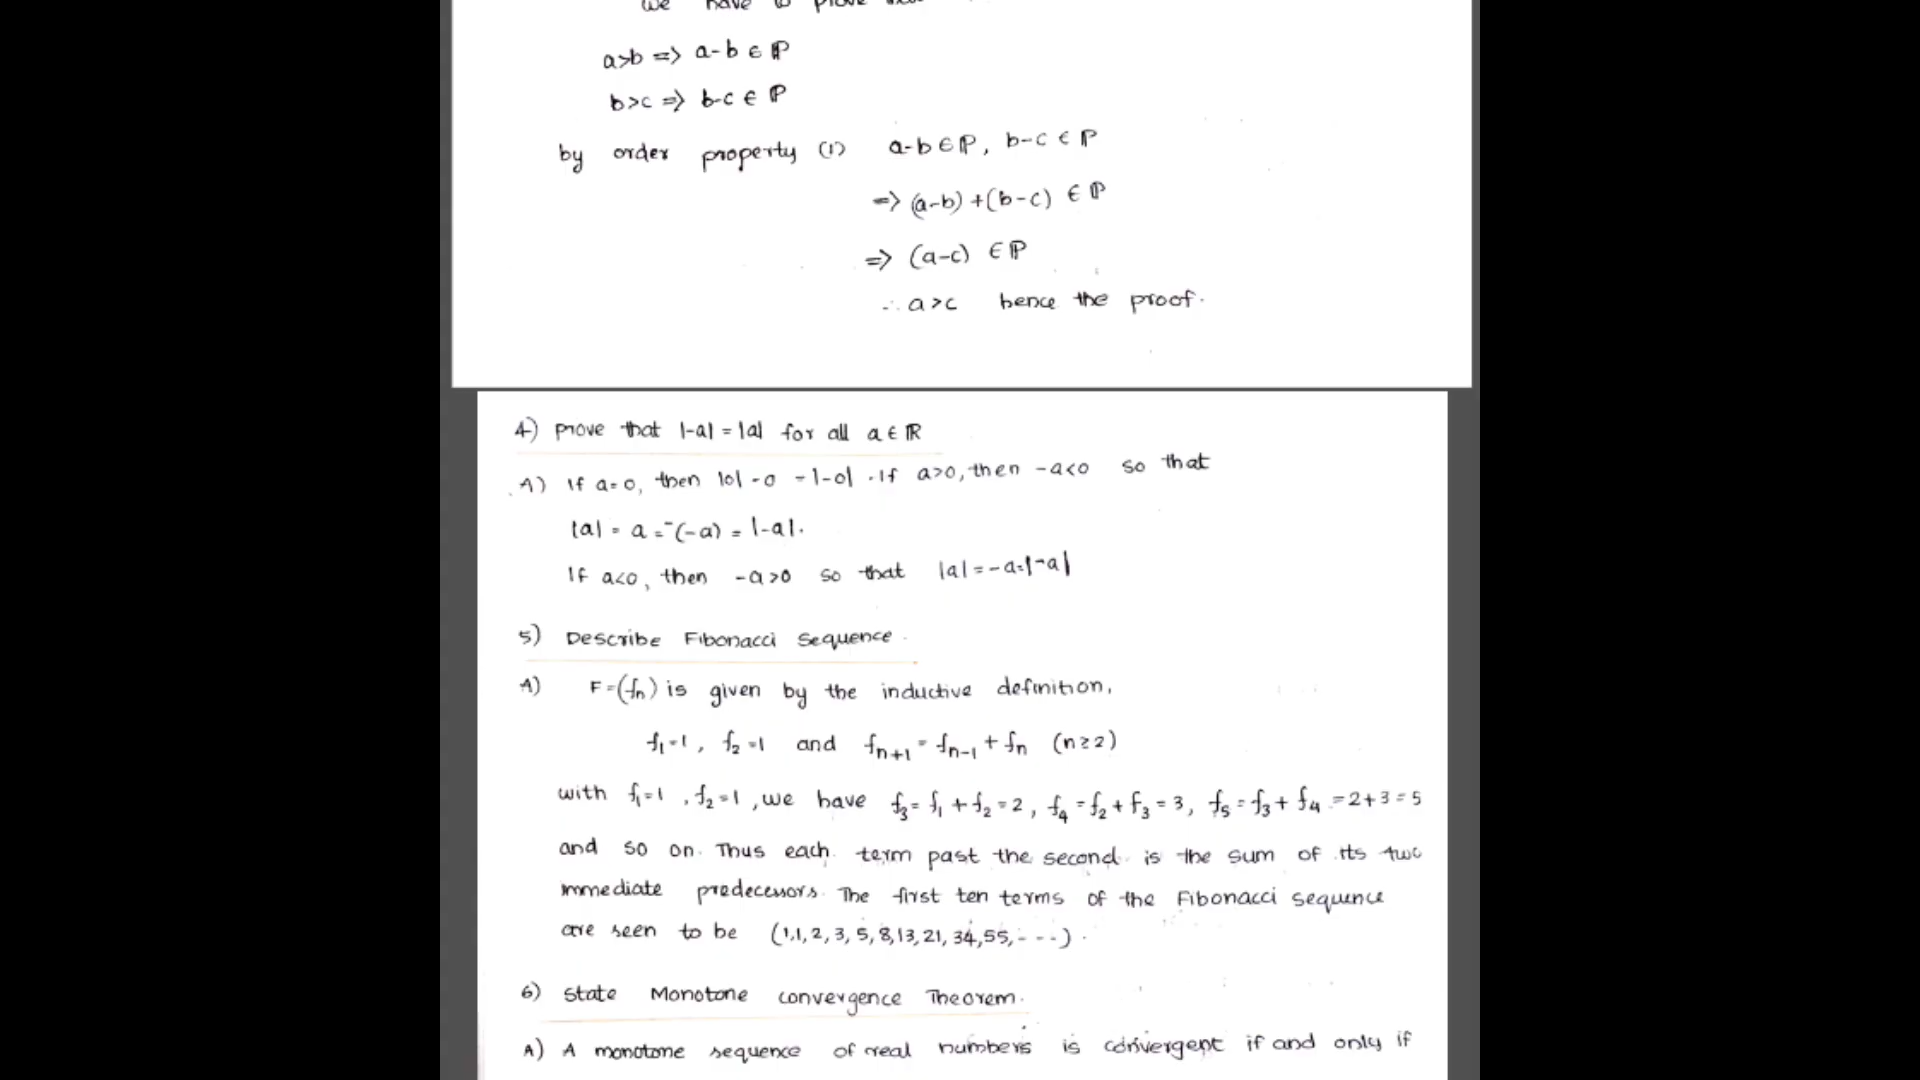 we have to prove that
a>b => a-b ∈ ℙ
b>c => b-c ∈ ℙ
by order property (1) a-b ∈ ℙ, b-c ∈ ℙ
=> (a-b) +(b-c) ∈ ℙ
=> (a-c) ∈ ℙ
∴ a>c hence the proof.
4) prove that |-a| = |a| for all a ∈ ℝ
A) If a=0, then |0| = 0 = |-0| . If a>0, then -a<0 so that
|a| = a = -(-a) = |-a|.
If a<0, then -a>0 so that |a| = -a = |-a|
5) Describe Fibonacci Sequence.
A) F=(fn) is given by the inductive definition,
f1=1, f2=1 and fn+1 = fn-1 + fn (n≥2)
with f1=1, f2=1, we have f3= f1 + f2 = 2, f4 = f2 + f3 = 3, f5 = f3 + f4 = 2+3 = 5
and so on. Thus each term past the second is the sum of its two
immediate predecessors. The first ten terms of the Fibonacci sequence
are seen to be (1,1,2,3,5,8,13,21,34,55,----).
6) State Monotone convergence Theorem.
A) A monotone sequence of real numbers is convergent if and only if